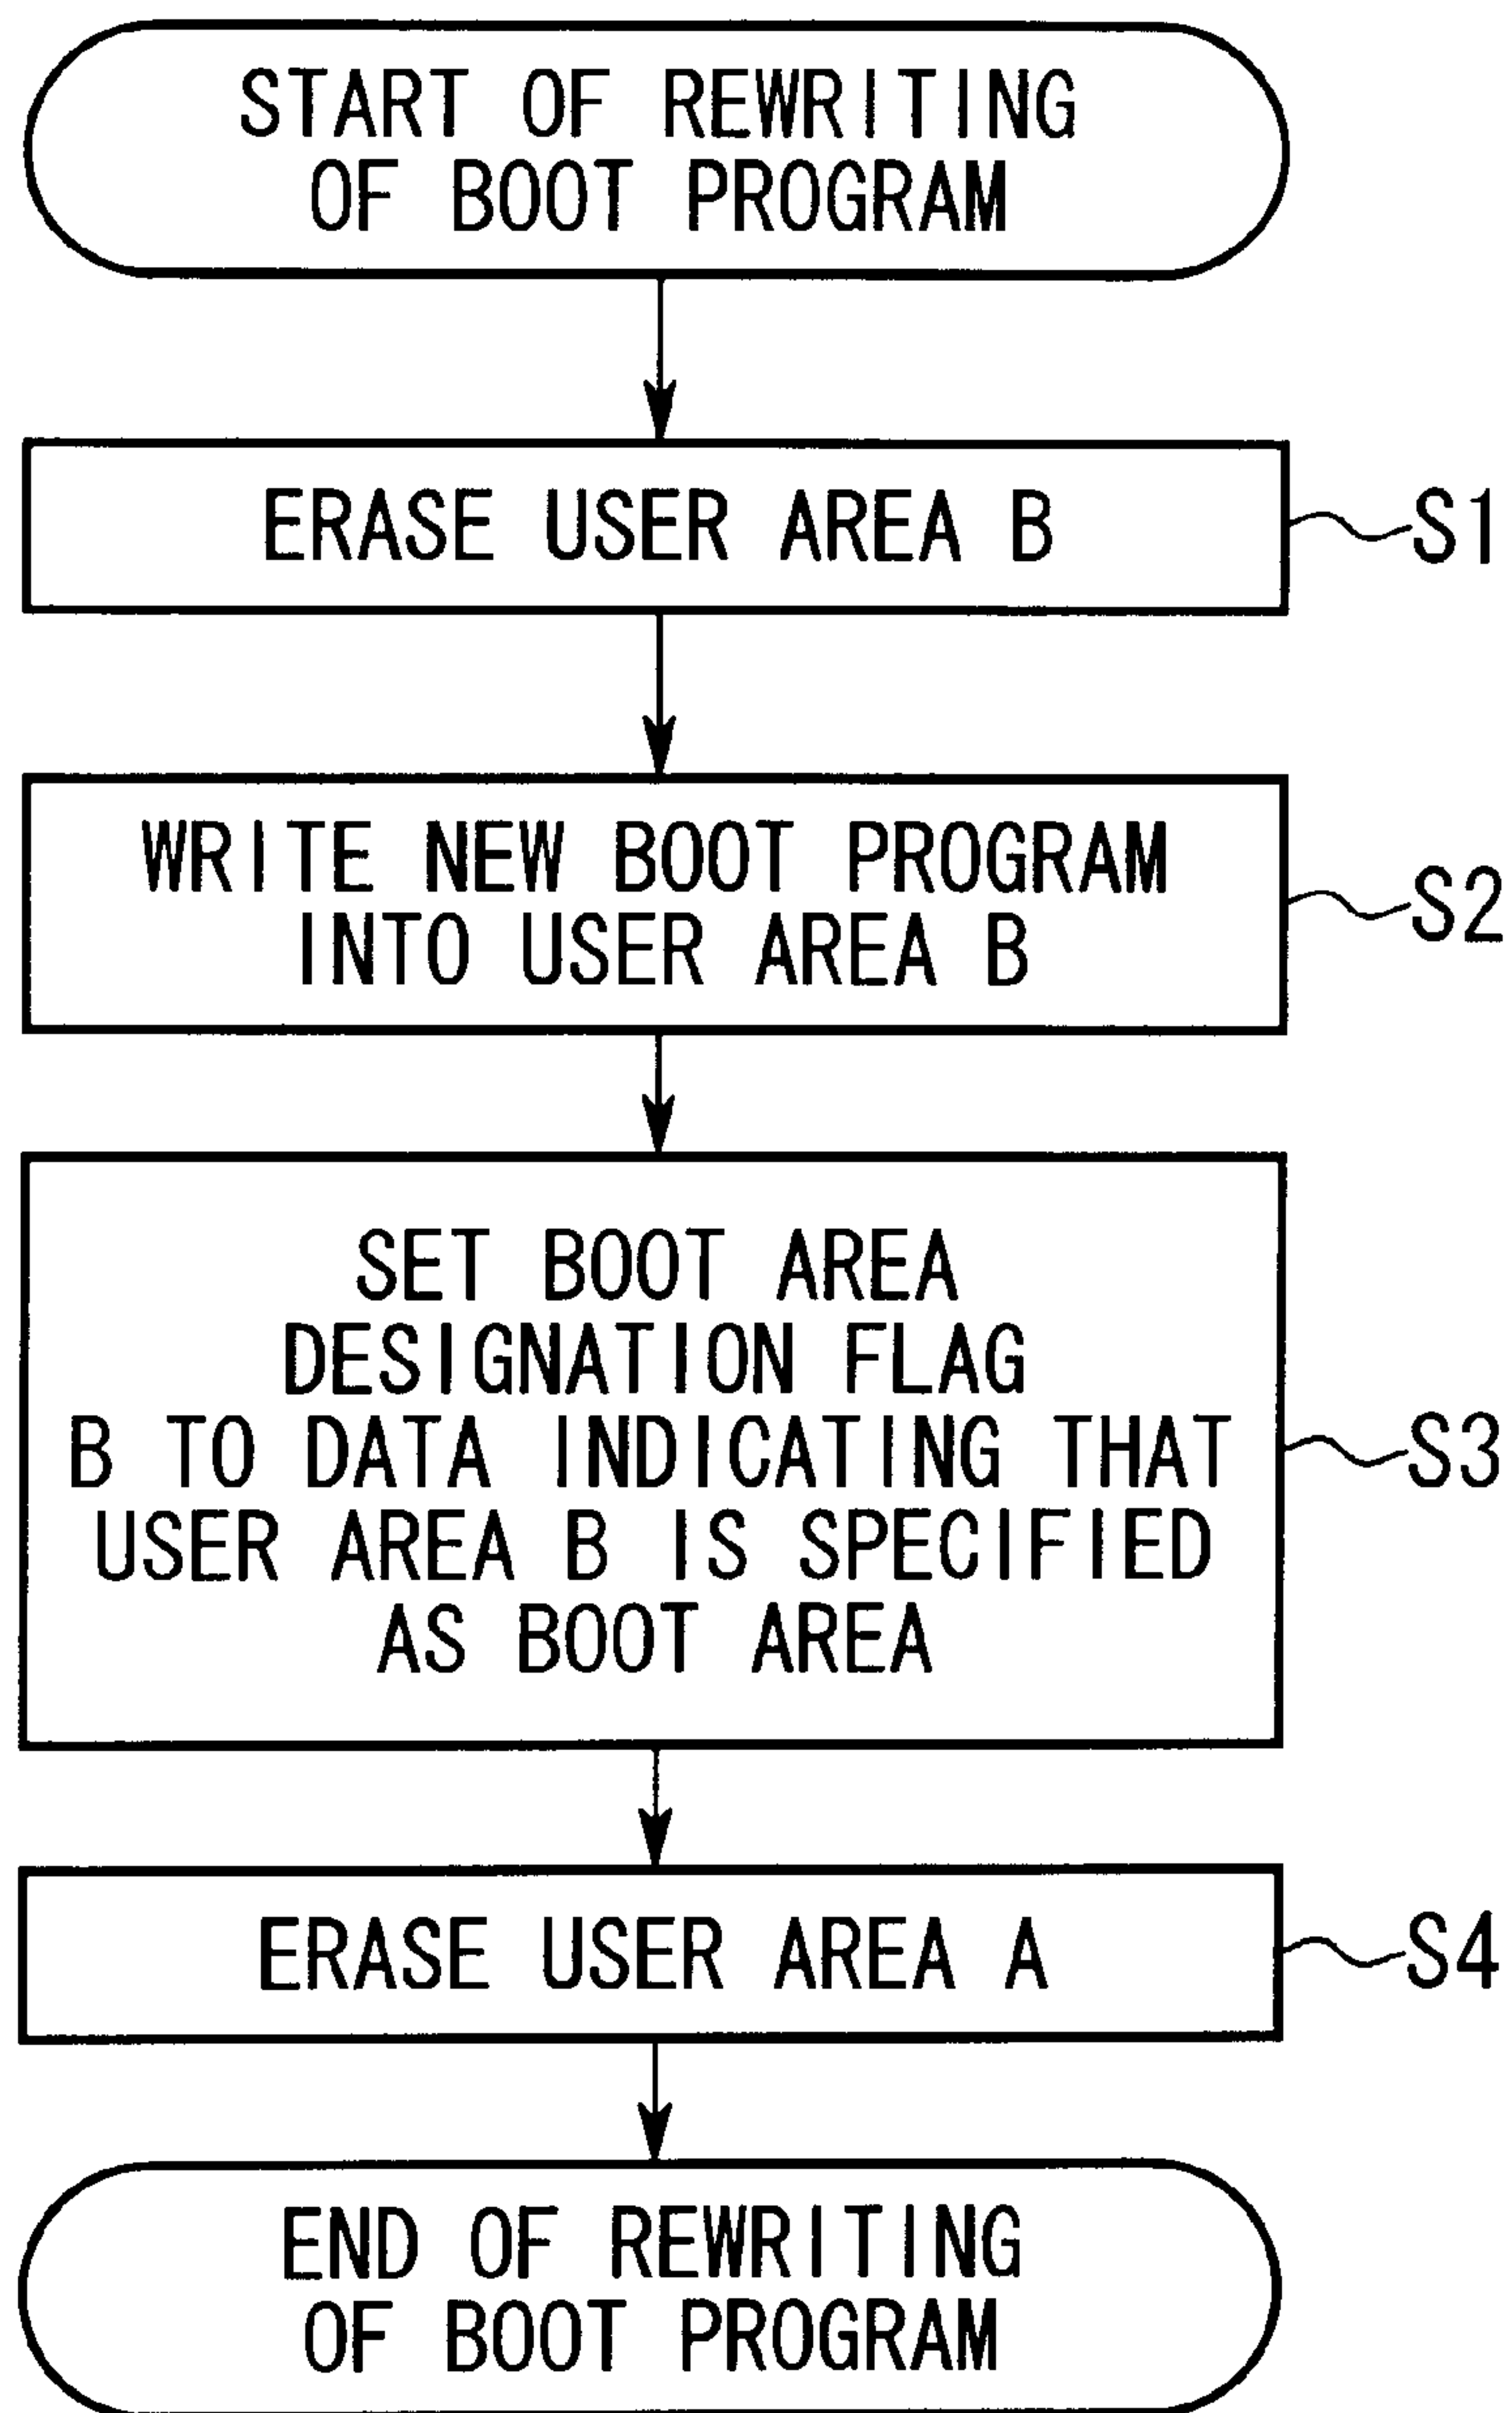 START OF REWRITING
OF BOOT PROGRAM
ERASE USER AREA B
S1
WRITE NEW BOOT PROGRAM
INTO USER AREA B
S2
SET BOOT AREA
DESIGNATION FLAG
B TO DATA INDICATING THAT
USER AREA B IS SPECIFIED
AS BOOT AREA
S3
ERASE USER AREA A
S4
END OF REWRITING
OF BOOT PROGRAM